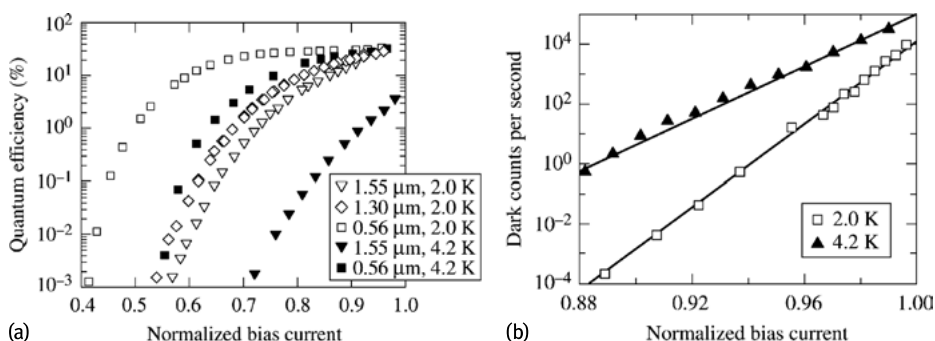 10²
10¹
10⁰
10⁻¹
10⁻²
10⁻³
Quantum efficiency (%)
1.55 μm, 2.0 K
1.30 μm, 2.0 K
0.56 μm, 2.0 K
1.55 μm, 4.2 K
0.56 μm, 4.2 K
0.4 0.5 0.6 0.7 0.8 0.9 1.0
Normalized bias current
(a)
10⁴
10²
10⁰
10⁻²
10⁻⁴
Dark counts per second
2.0 K
4.2 K
0.88 0.92 0.96 1.00
Normalized bias current
(b)